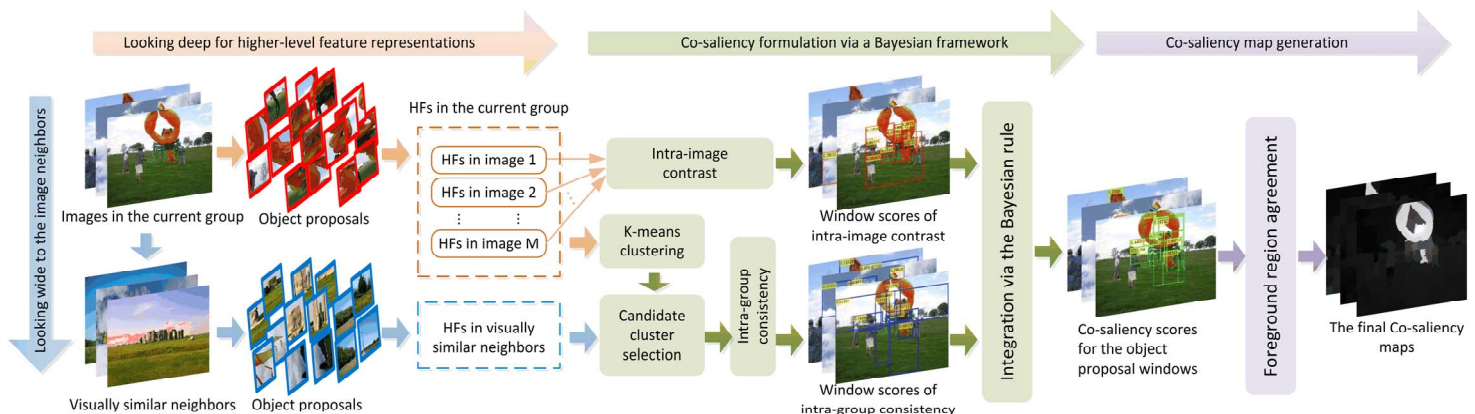 Looking deep for higher-level feature representations
Co-saliency formulation via a Bayesian framework
Co-saliency map generation
Looking wide to the image neighbors
Images in the current group
Object proposals
HFs in the current group
HFs in image 1
HFs in image 2
⋮ ⋮
HFs in image M
Intra-image
contrast
K-means
clustering
Window scores of
intra-image contrast
Visually similar neighbors
Object proposals
HFs in visually
similar neighbors
Candidate
cluster
selection
Intra-group
consistency
Window scores of
intra-group consistency
Integration via the Bayesian rule
Co-saliency scores
for the object
proposal windows
Foreground region agreement
The final Co-saliency
maps